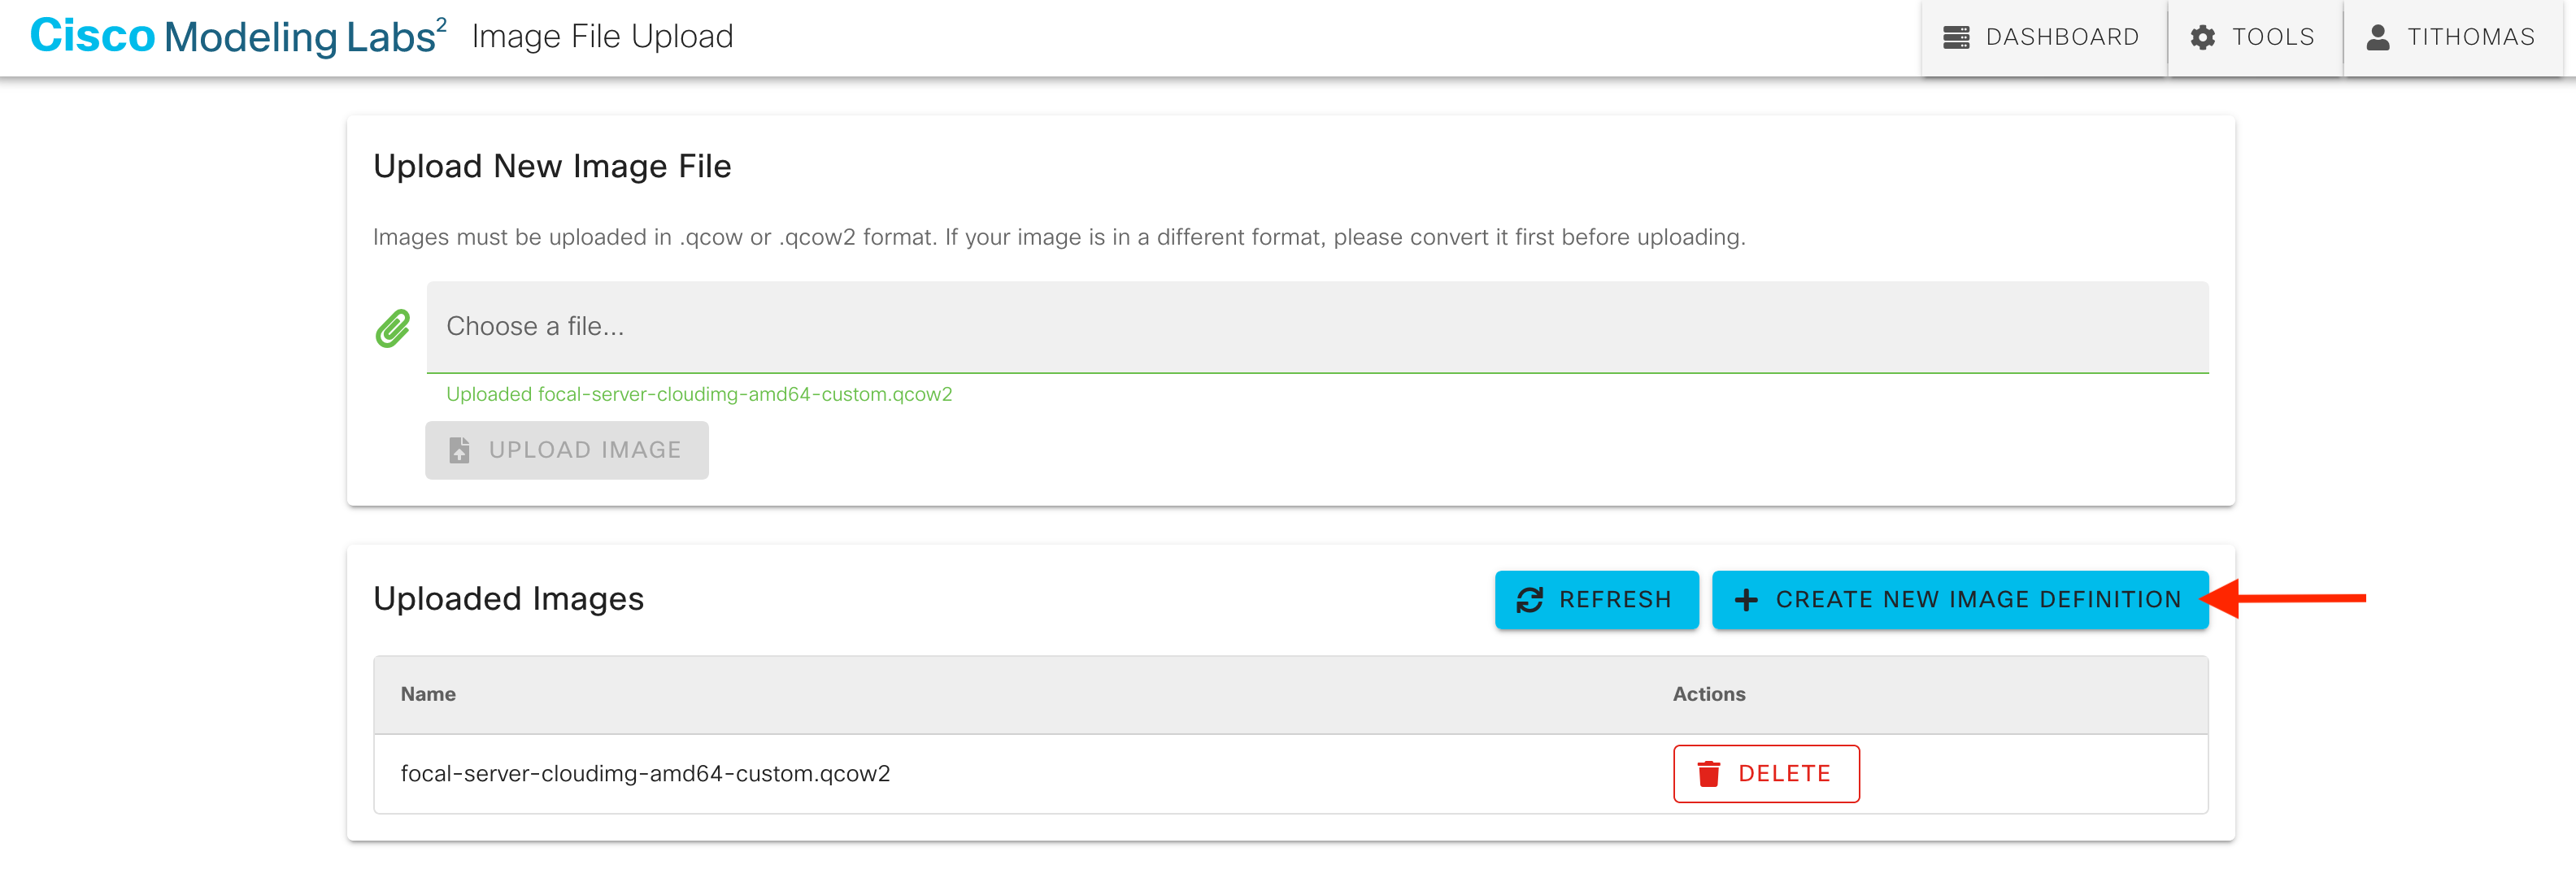 Cisco Modeling Labs2 Image File Upload DASHBOARD TOOLS TITHOMAS
Upload New Image File
Images must be uploaded in .qcow or .qcow2 format. If your image is in a different format, please convert it first before uploading.
Choose a file...
Uploaded focal-server-cloudimg-amd64-custom.qcow2
UPLOAD IMAGE
Uploaded Images REFRESH CREATE NEW IMAGE DEFINITION
Name Actions
focal-server-cloudimg-amd64-custom.qcow2 DELETE